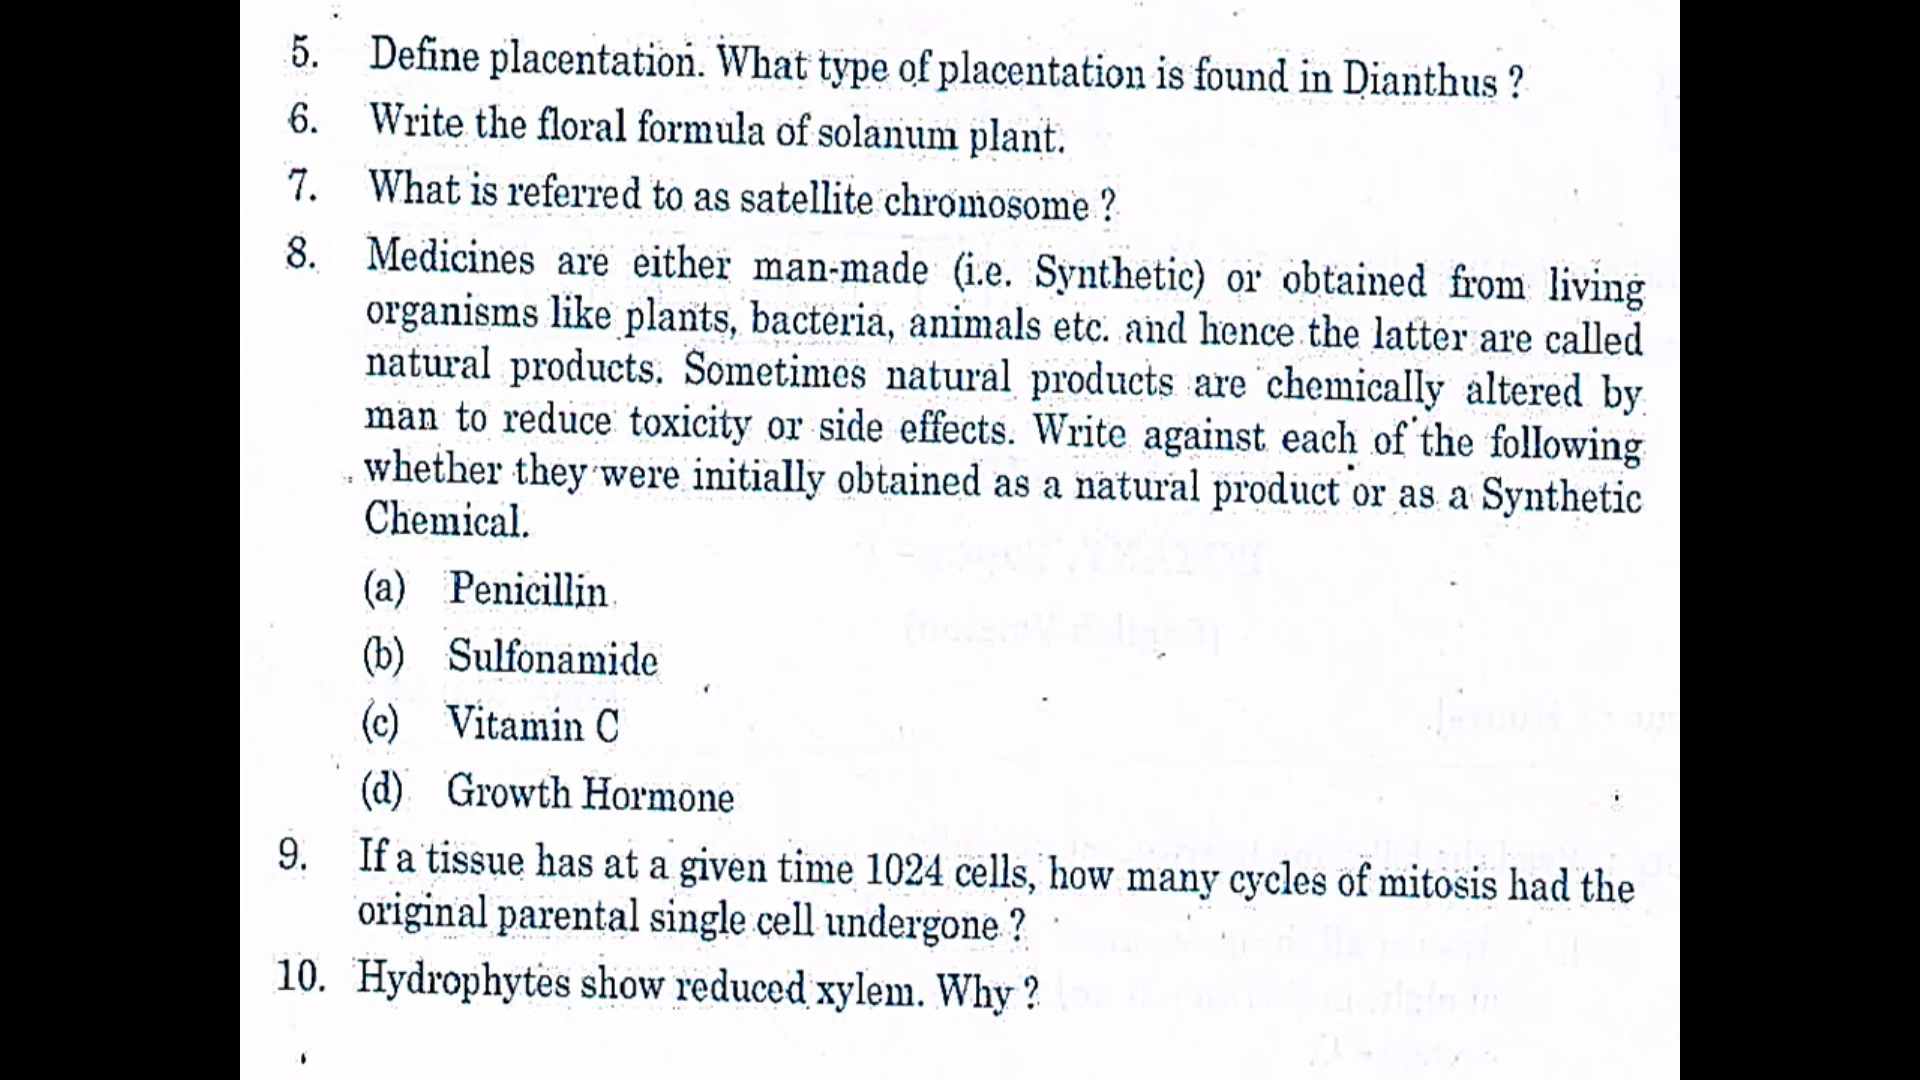 5. Define placentation. What type of placentation is found in Dianthus ?
6. Write the floral formula of solanum plant.
7. What is referred to as satellite chromosome ?
8. Medicines are either man-made (i.e. Synthetic) or obtained from living
organisms like plants, bacteria, animals etc. and hence the latter are called
natural products. Sometimes natural products are chemically altered by
man to reduce toxicity or side effects. Write against each of the following
whether they were initially obtained as a natural product or as a Synthetic
Chemical.
(a) Penicillin
(b) Sulfonamide
(c) Vitamin C
(d) Growth Hormone
9. If a tissue has at a given time 1024 cells, how many cycles of mitosis had the
original parental single cell undergone ?
10. Hydrophytes show reduced xylem. Why ?